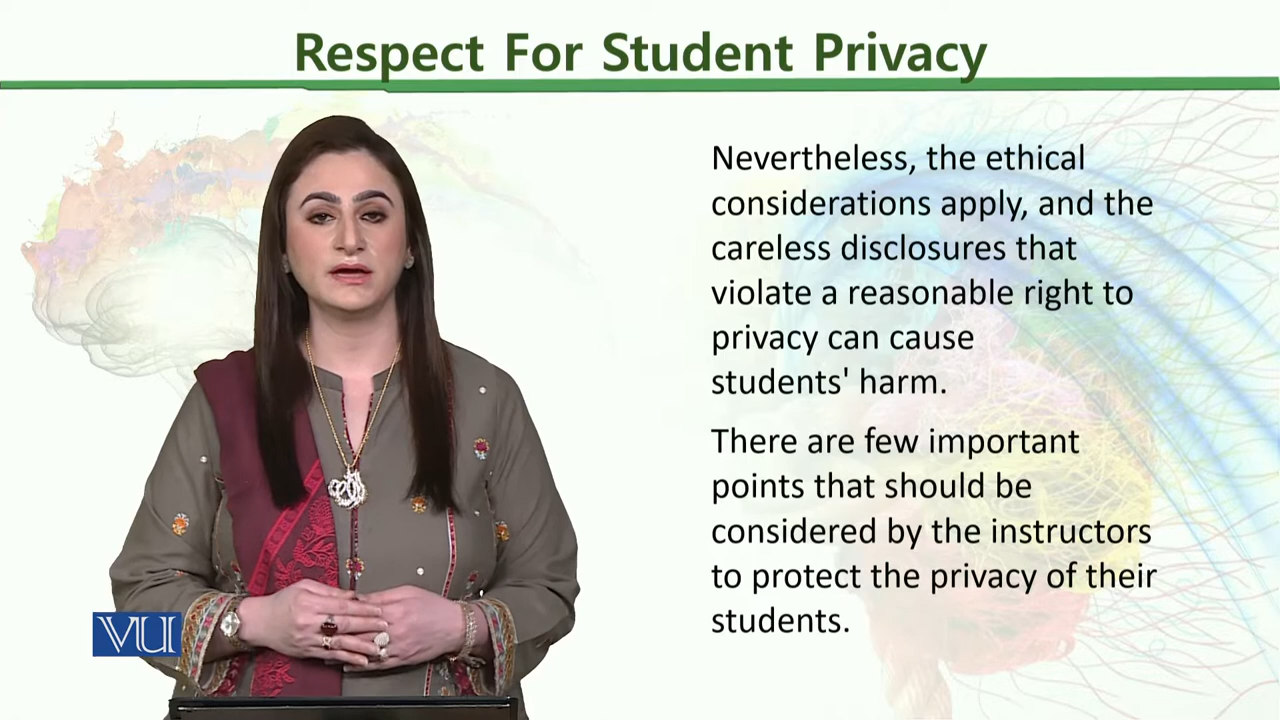 Respect For Student Privacy
Nevertheless, the ethical
considerations apply, and the
careless disclosures that
violate a reasonable right to
privacy can cause
students' harm.
There are few important
points that should be
considered by the instructors
to protect the privacy of their
students.
VU